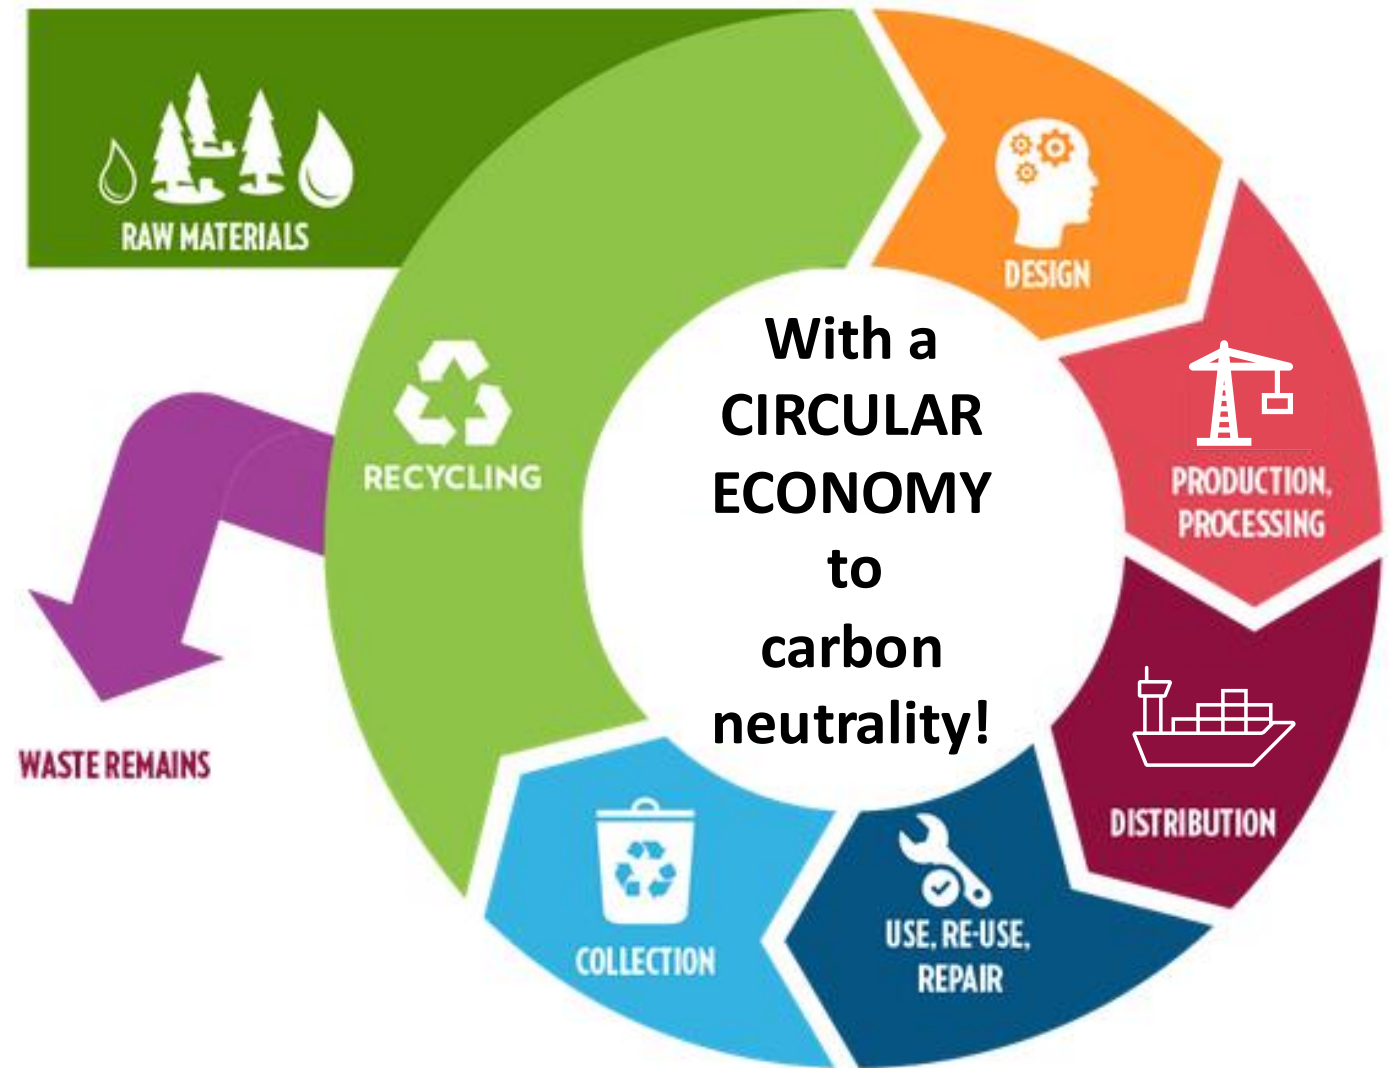 RAW MATERIALS
DESIGN
With a
CIRCULAR
ECONOMY
to
carbon
neutrality!
PRODUCTION,
PROCESSING
RECYCLING
DISTRIBUTION
USE, RE-USE,
REPAIR
COLLECTION
WASTE REMAINS